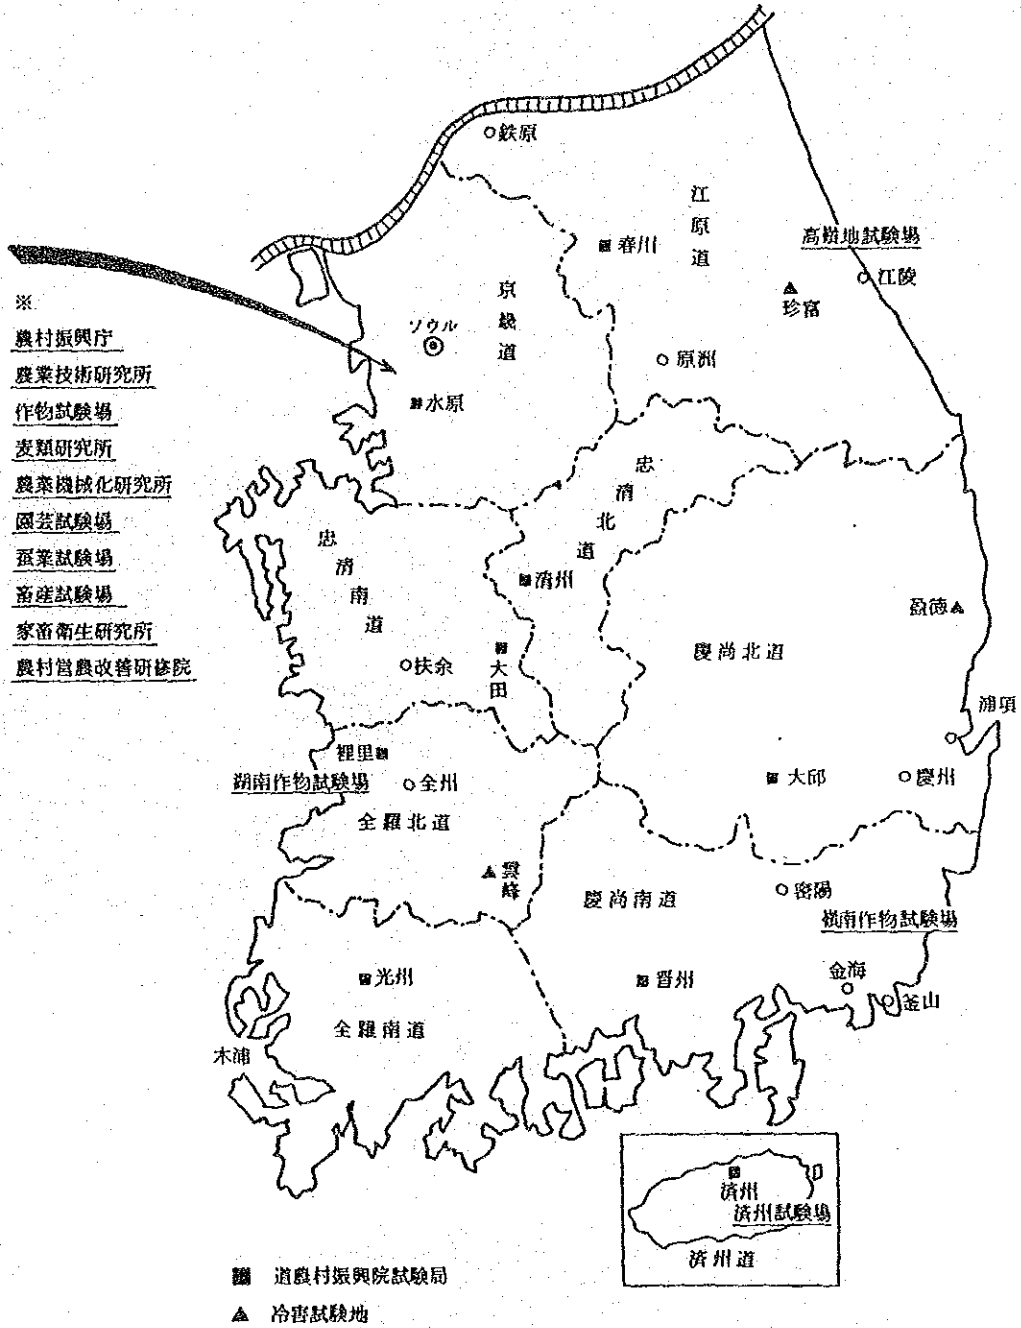 鉄原
江原道
春川
高嶺地試験場
江陵
珍富
京畿道
ソウル
原洲
水原
※
農村振興庁
農業技術研究所
作物試験場
麦類研究所
農業機械化研究所
園芸試験場
蚕業試験場
畜産試験場
家畜衛生研究所
農村営農改善研修院
忠清北道
忠清南道
清州
盈徳
慶尚北道
扶余
大田
浦項
裡里
湖南作物試験場
全州
大邱
慶州
全羅北道
雲峰
慶尚南道
密陽
嶺南作物試験場
光州
晋州
金海
釜山
全羅南道
木浦
済州
済州試験場
済州道
道農村振興院試験局
冷害試験地